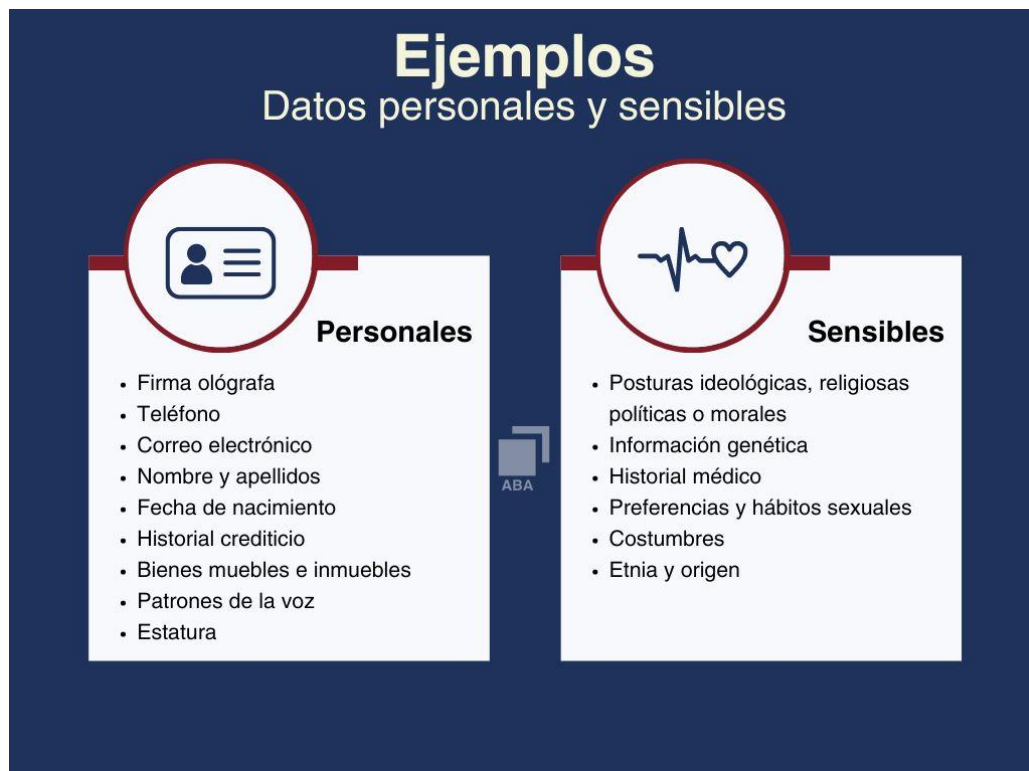 Ejemplos
Datos personales y sensibles
Personales
Firma ológrafa
Teléfono
Correo electrónico
Nombre y apellidos
Fecha de nacimiento
Historial crediticio
Bienes muebles e inmuebles
Patrones de la voz
Estatura
ABA
Sensibles
Posturas ideológicas, religiosas
políticas o morales
Información genética
Historial médico
Preferencias y hábitos sexuales
Costumbres
Etnia y origen